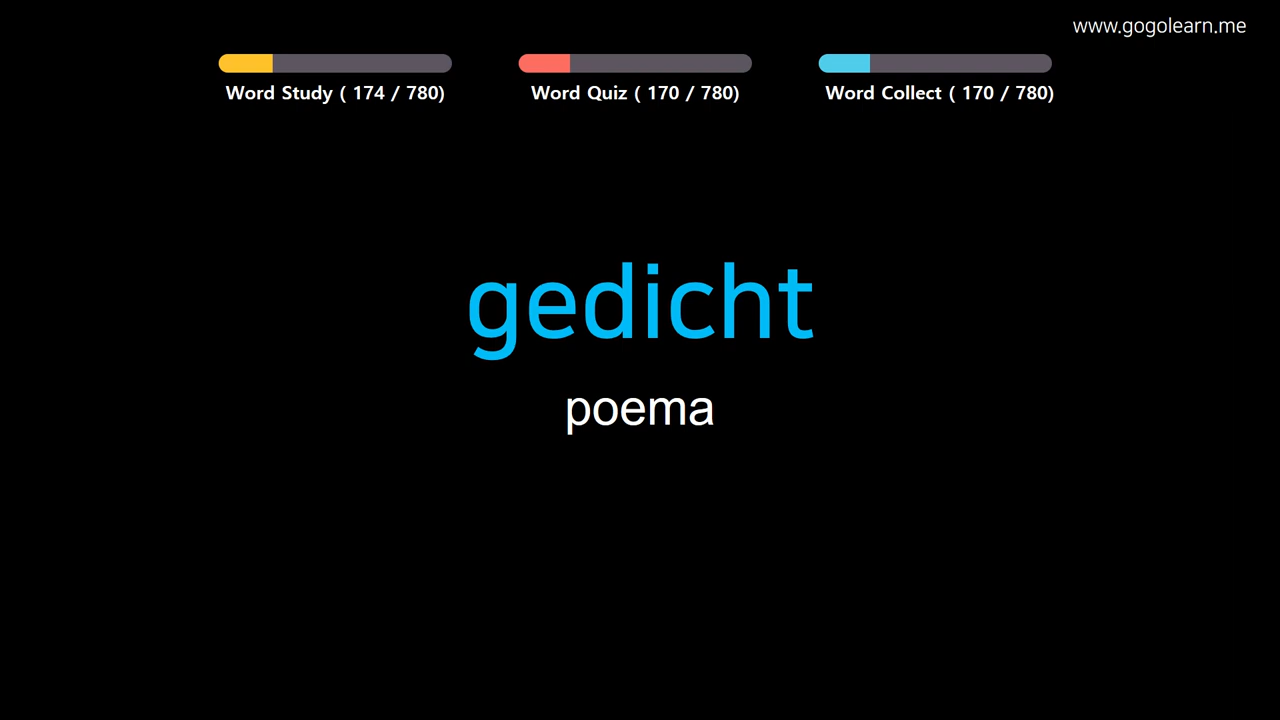 www.gogolearn.me
Word Study ( 174 / 780)
Word Quiz ( 170 / 780)
Word Collect ( 170 / 780)
gedicht
poema